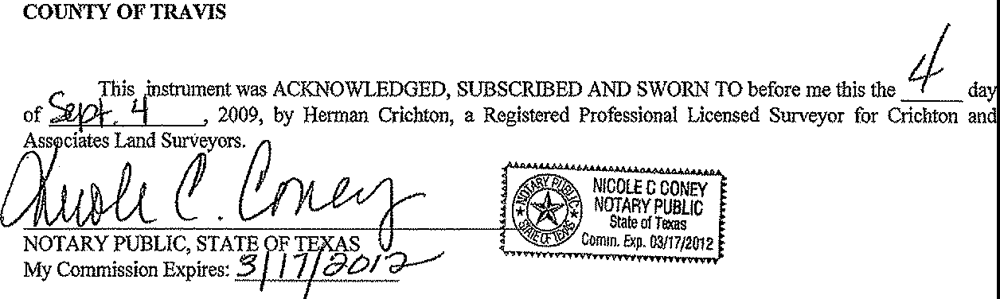 COUNTY OF TRAVIS
This instrument was ACKNOWLEDGED, SUBSCRIBED AND SWORN TO before me this the 4 day
of Sept. 4, 2009, by Herman Crichton, a Registered Professional Licensed Surveyor for Crichton and
Associates Land Surveyors.
Nicole C. Coney
NOTARY PUBLIC, STATE OF TEXAS
My Commission Expires: 3/17/2012
NOTARY PUBLIC
STATE OF TEXAS
NICOLE C CONEY
NOTARY PUBLIC
State of Texas
Comm. Exp. 03/17/2012